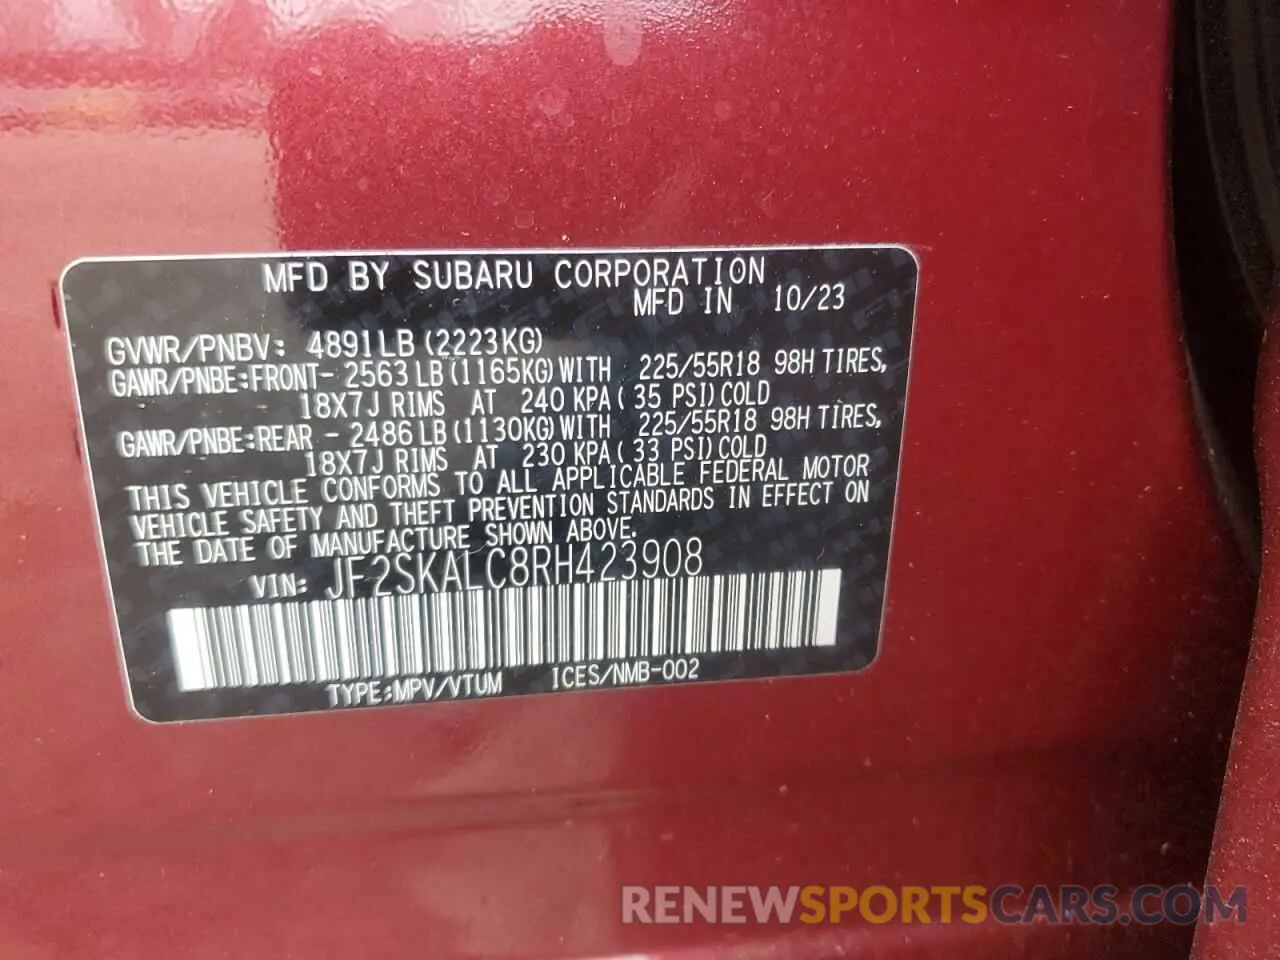 MFD BY SUBARU CORPORATION
MFD IN 10/23
GVWR/PNBV: 4891LB (2223KG)
GAWR/PNBE:FRONT- 2563 LB (1165KG) WITH 225/55R18 98H TIRES,
18X7J RIMS AT 240 KPA ( 35 PSI) COLD
GAWR/PNBE:REAR - 2486 LB (1130KG) WITH 225/55R18 98H TIRES,
18X7J RIMS AT 230 KPA ( 33 PSI) COLD
THIS VEHICLE CONFORMS TO ALL APPLICABLE FEDERAL MOTOR
VEHICLE SAFETY AND THEFT PREVENTION STANDARDS IN EFFECT ON
THE DATE OF MANUFACTURE SHOWN ABOVE.
VIN: JF2SKALC8RH423908
TYPE:MPV/VTUM ICES/NMB-002
RENEWSPORTSCARS.COM